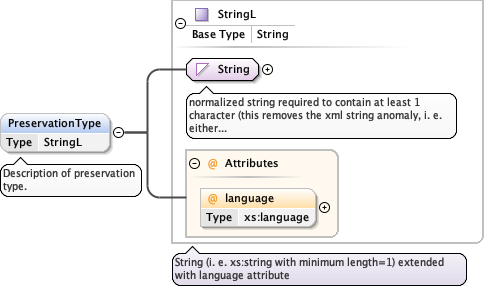 StringL
Base Type String
String
normalized string required to contain at least 1
character (this removes the xml string anomaly, i. e.
either...
PreservationType
Type StringL
Description of preservation
type.
@ Attributes
@ language
Type xs:language
String (i. e. xs:string with minimum length=1) extended
with language attribute